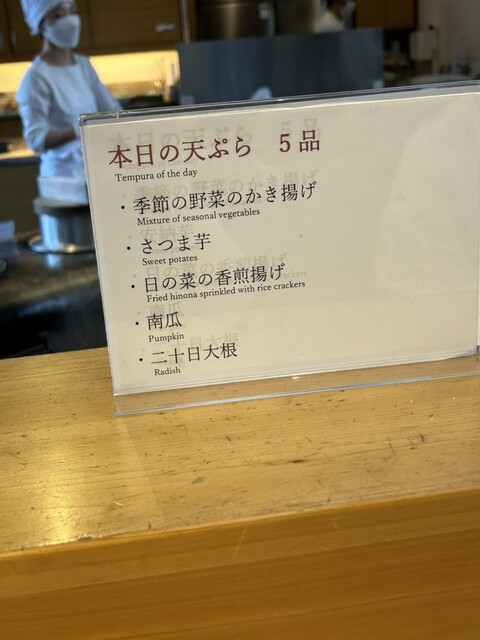 本日の天ぷら　5品
Tempura of the day
・季節の野菜のかき揚げ
Mixture of seasonal vegetables
・さつま芋
Sweet potates
・日の菜の香煎揚げ
Fried hinona sprinkled with rice crackers
・南瓜
Pumpkin
・二十日大根
Radish